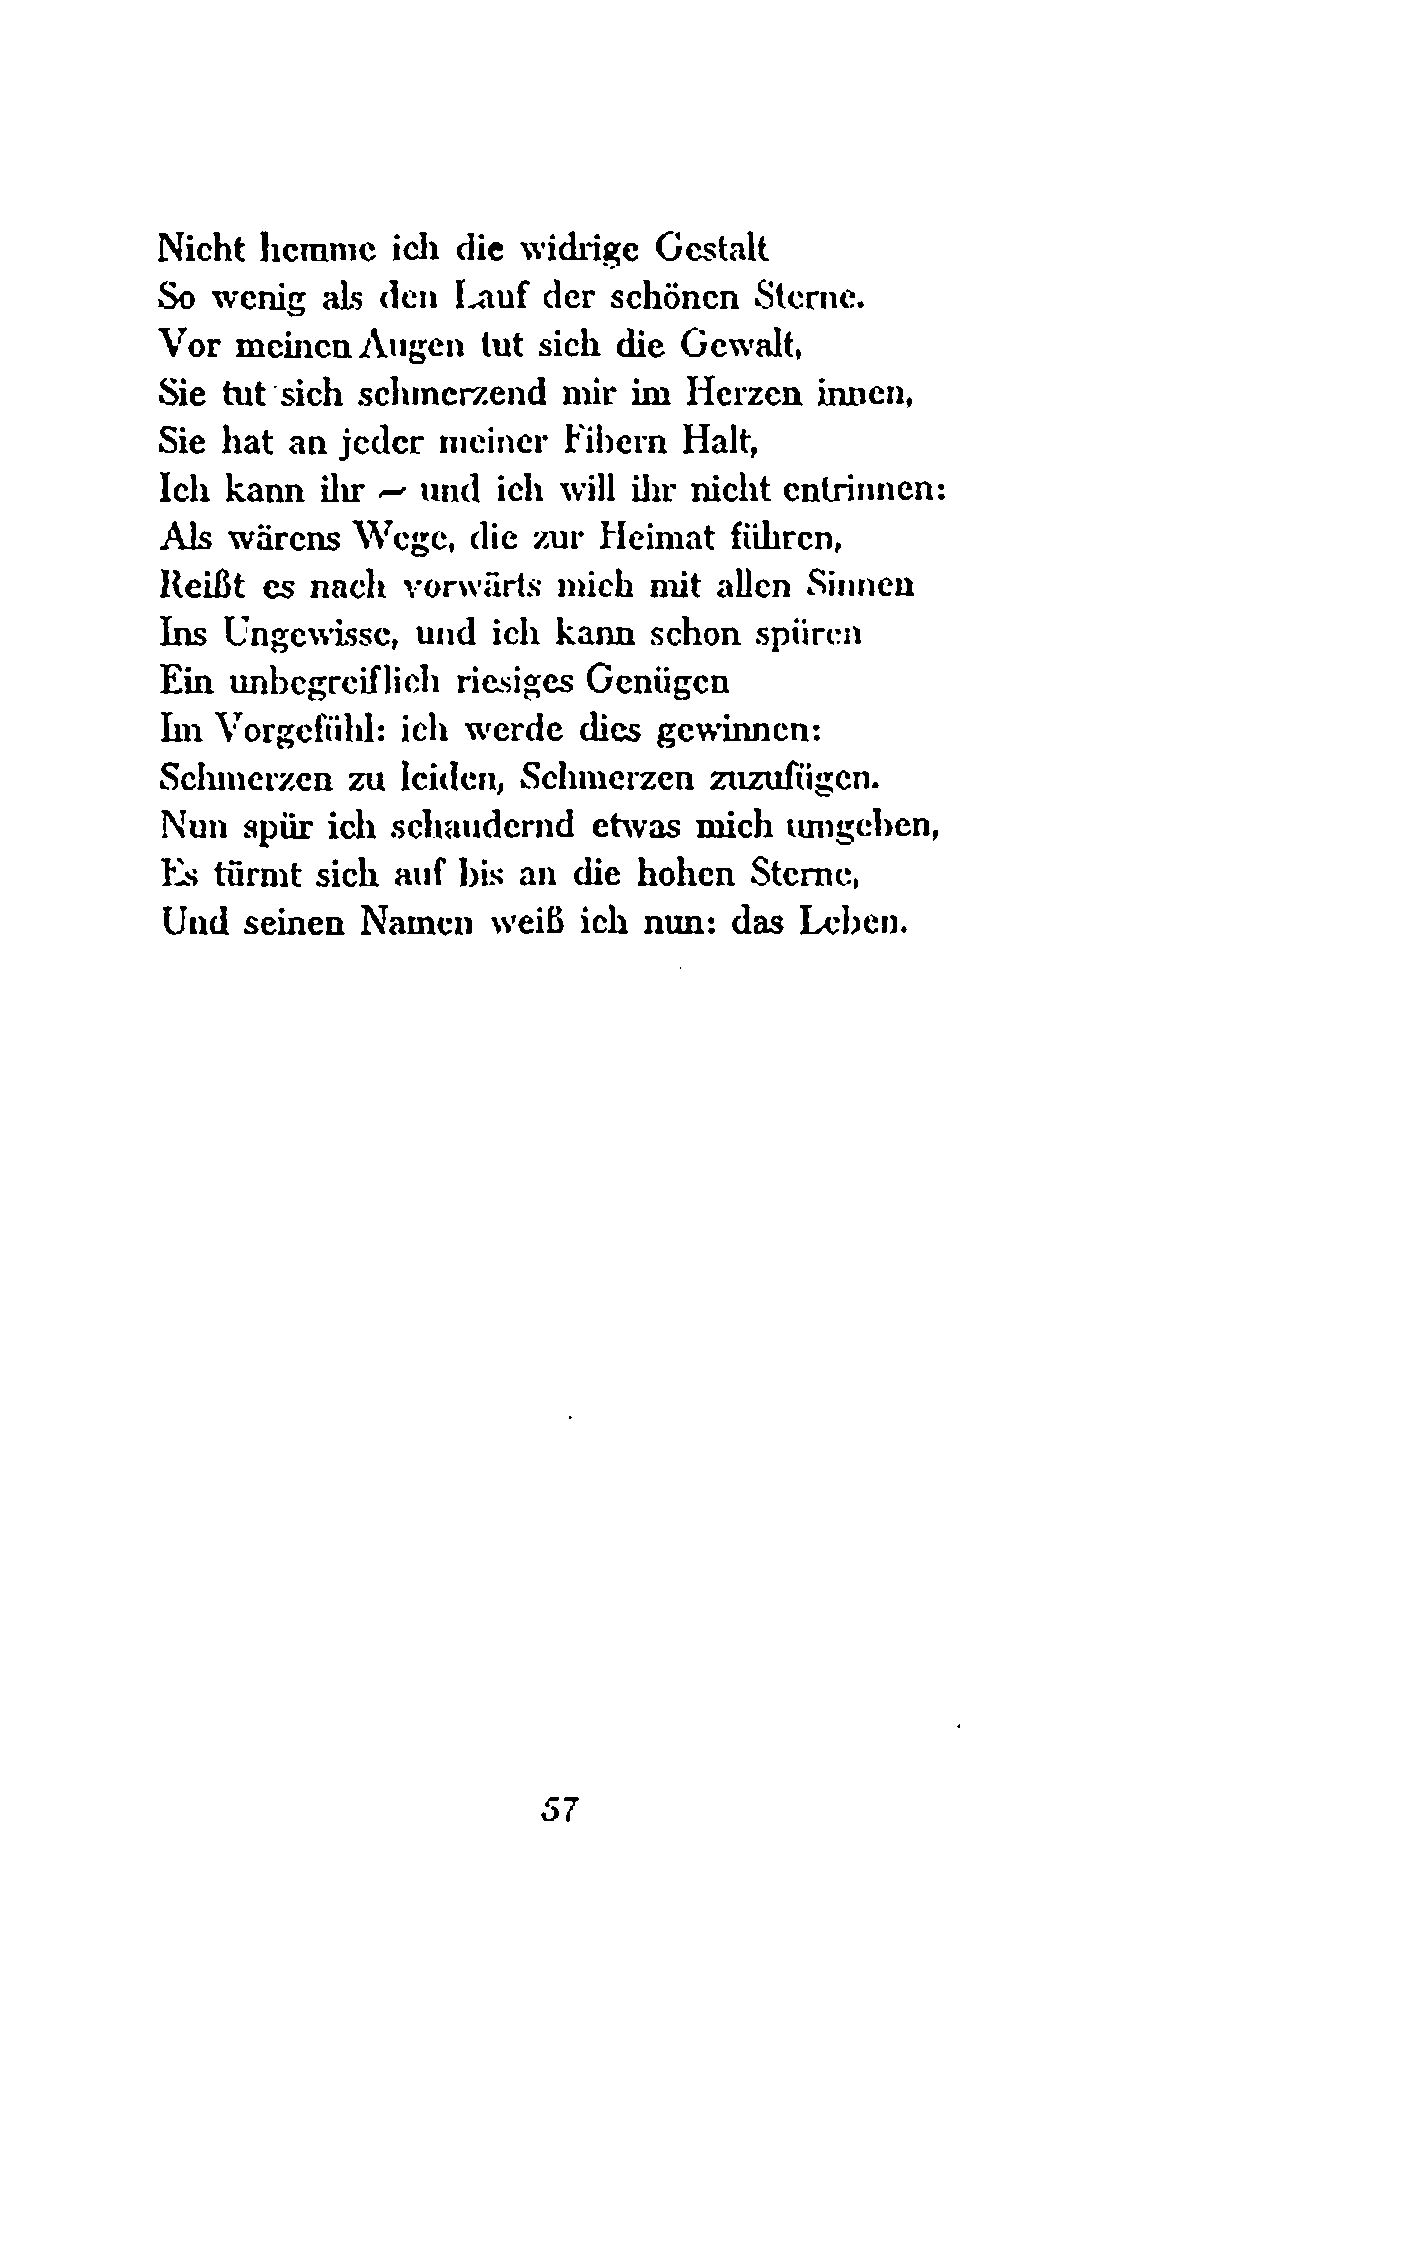 Nicht hemme ich die widrige Gestalt
So wenig als den Lauf der schönen Sterne.
Vor meinen Augen tut sich die Gewalt,
Sie tut sich schmerzend mir im Herzen innen,
Sie hat an jeder meiner Fibern Halt,
Ich kann ihr – und ich will ihr nicht entrinnen:
Als wärens Wege, die zur Heimat führen,
Reißt es nach vorwärts mich mit allen Sinnen
Ins Ungewisse, und ich kann schon spüren
Ein unbegreiflich riesiges Genügen
Im Vorgefühl: ich werde dies gewinnen:
Schmerzen zu leiden, Schmerzen zuzufügen.
Nun spür ich schaudernd etwas mich umgeben,
Es türmt sich auf bis an die hohen Sterne,
Und seinen Namen weiß ich nun: das Leben.
57